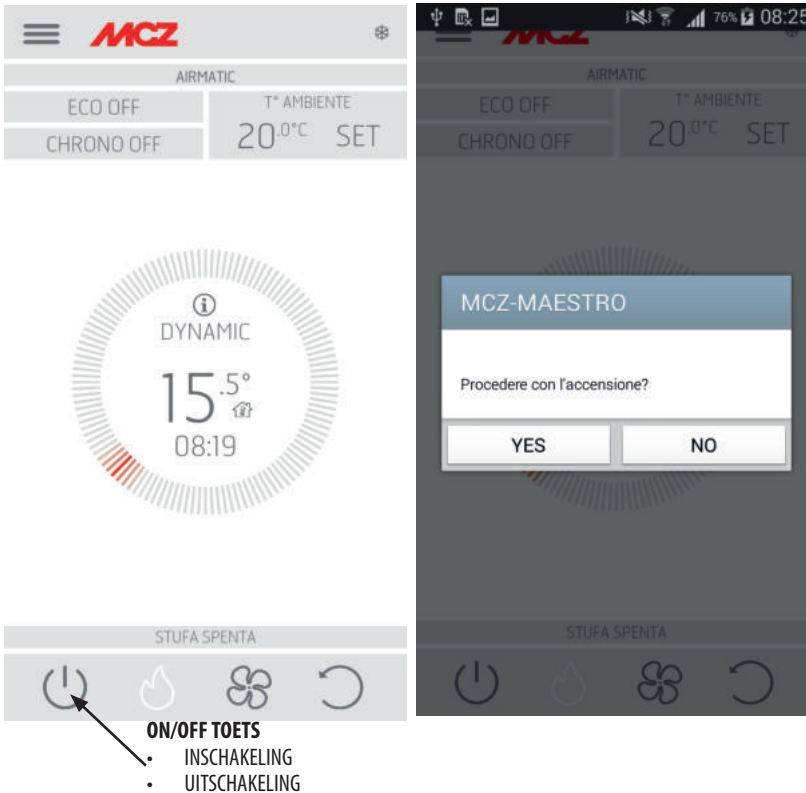 MCZ
AIRMATIC
ECO OFF
CHRONO OFF
T° AMBIENTE
20.0°C SET
i
DYNAMIC
15.5°
08:19
STUFA SPENTA
ON/OFF TOETS
• INSCHAKELING
• UITSCHAKELING
76% 08:25
MCZ
AIRMATIC
ECO OFF
CHRONO OFF
T° AMBIENTE
20.0°C SET
MCZ-MAESTRO
Procedere con l'accensione?
YES NO
STUFA SPENTA